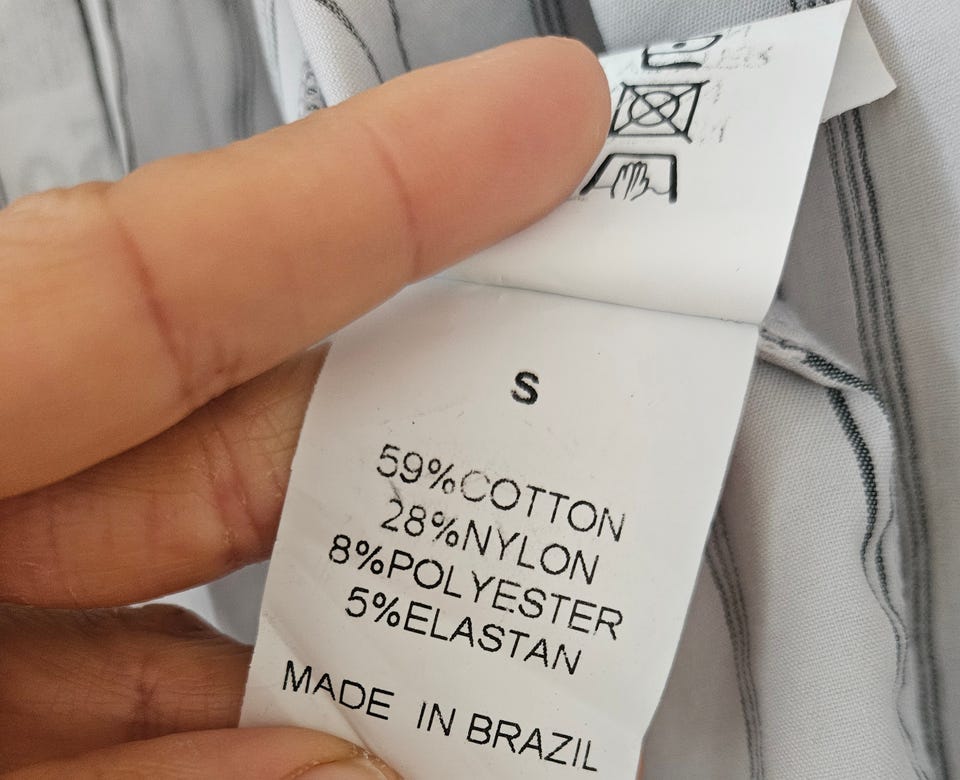 S
59%COTTON
28%NYLON
8%POLYESTER
5%ELASTAN
MADE IN BRAZIL